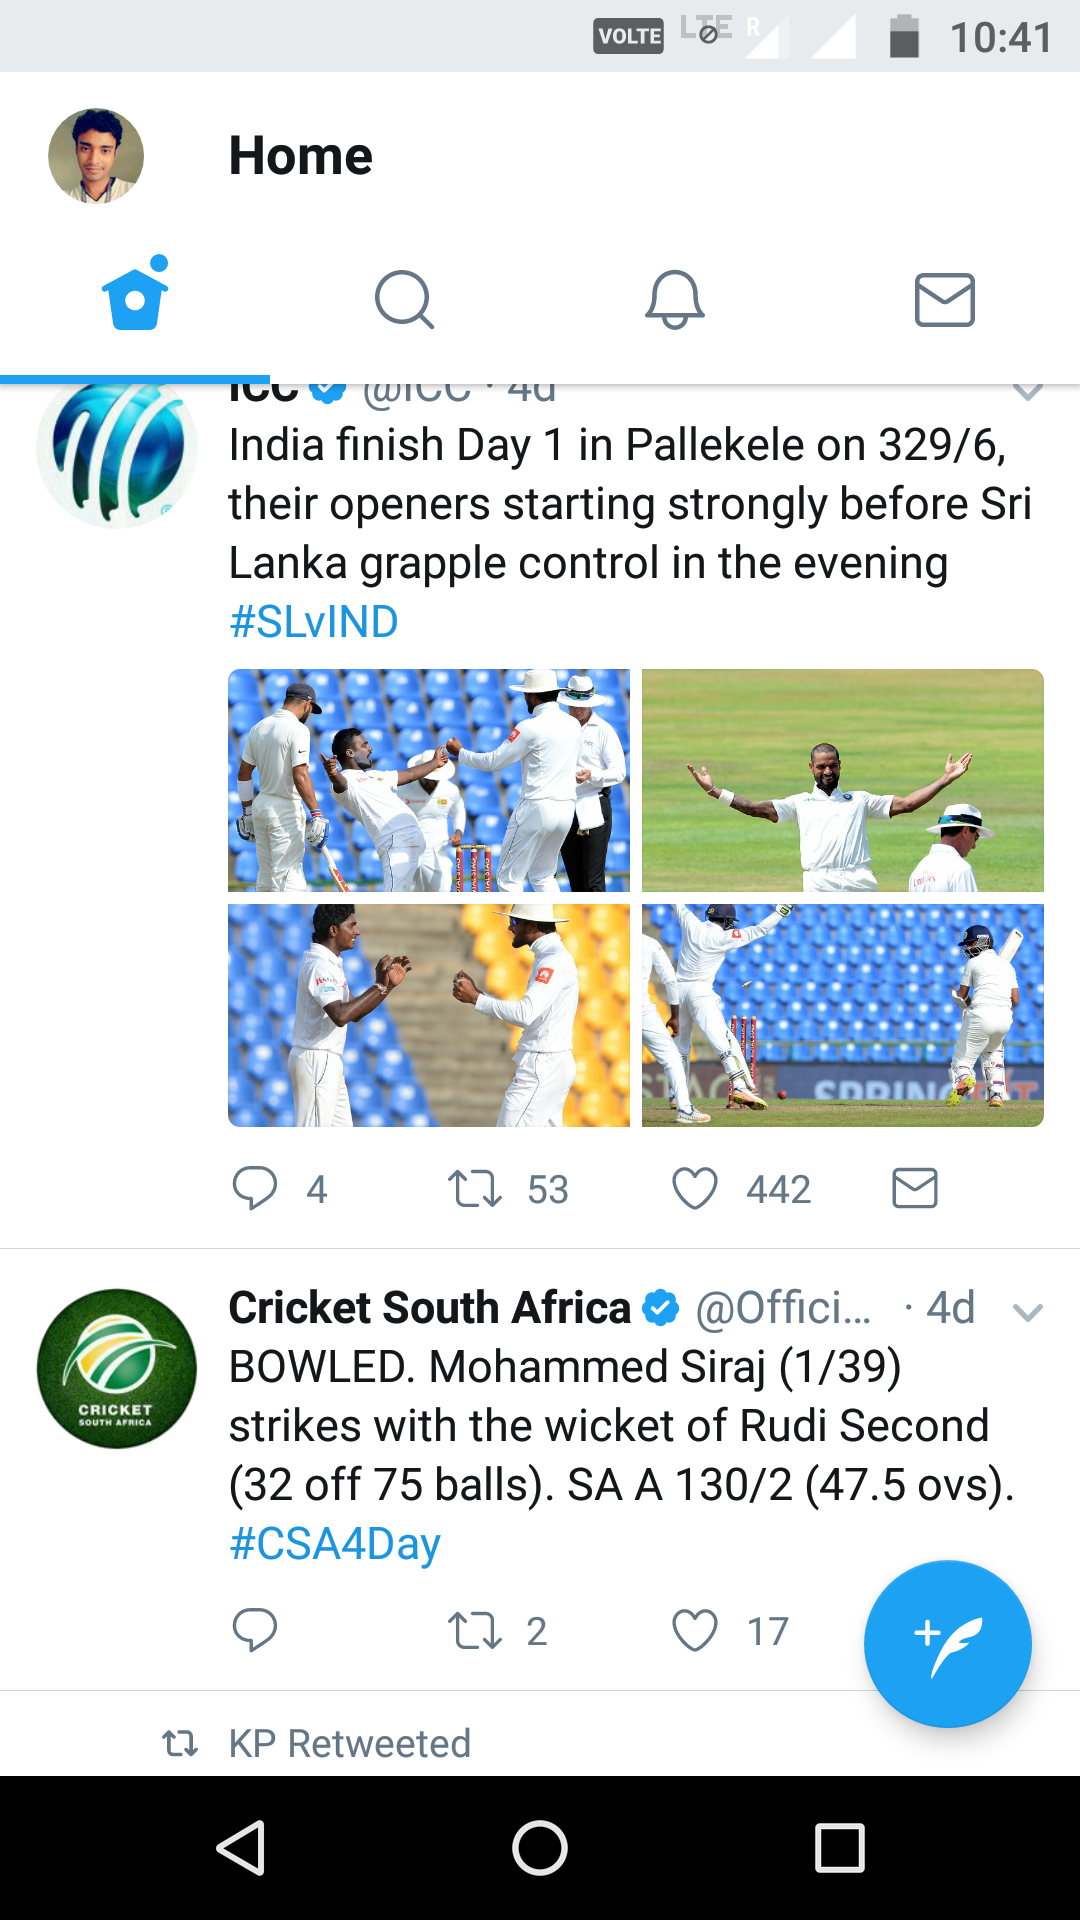 VOLTE LTE R 10:41
Home
ICC @ICC · 4d
India finish Day 1 in Pallekele on 329/6,
their openers starting strongly before Sri
Lanka grapple control in the evening
#SLvIND
4 53 442
Cricket South Africa @Offici... · 4d
CRICKET
SOUTH AFRICA
BOWLED. Mohammed Siraj (1/39)
strikes with the wicket of Rudi Second
(32 off 75 balls). SA A 130/2 (47.5 ovs).
#CSA4Day
2 17
KP Retweeted